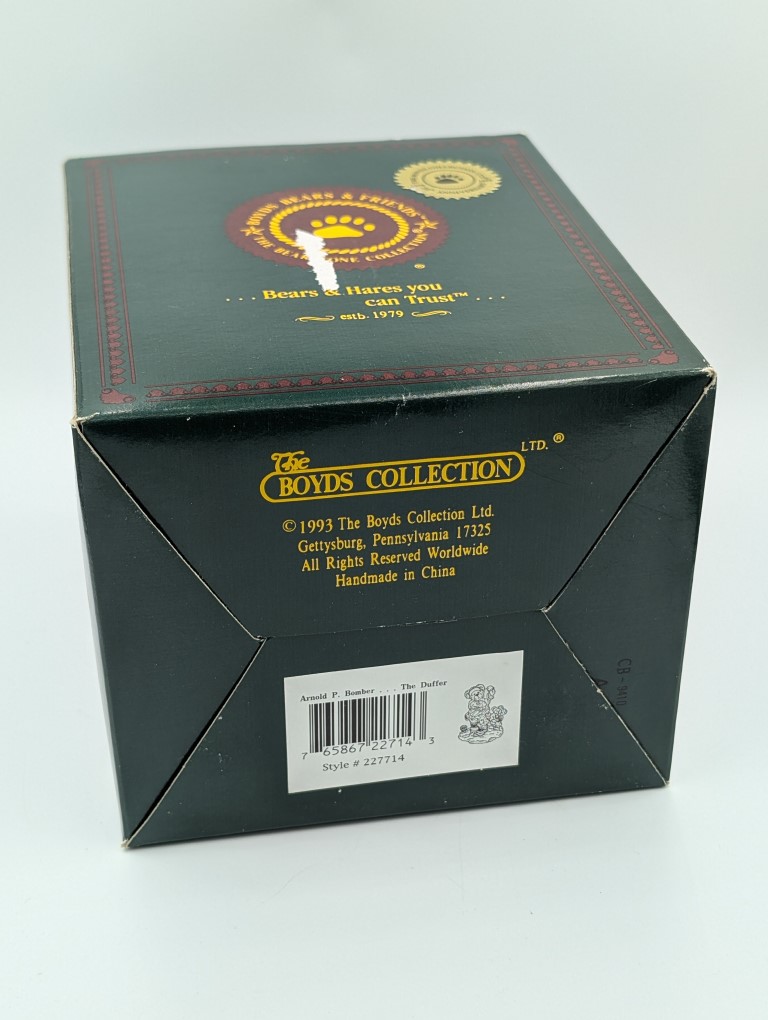 BOYDS BEARS & FRIENDS™
THE BEARSTONE COLLECTION
®
. . . Bears & Hares you
can Trust™ . . .
estb. 1979
The
BOYDS COLLECTION
LTD. ®
© 1993 The Boyds Collection Ltd.
Gettysburg, Pennsylvania 17325
All Rights Reserved Worldwide
Handmade in China
Arnold P. Bomber . . . The Duffer
7 65867 22714 3
Style # 227714